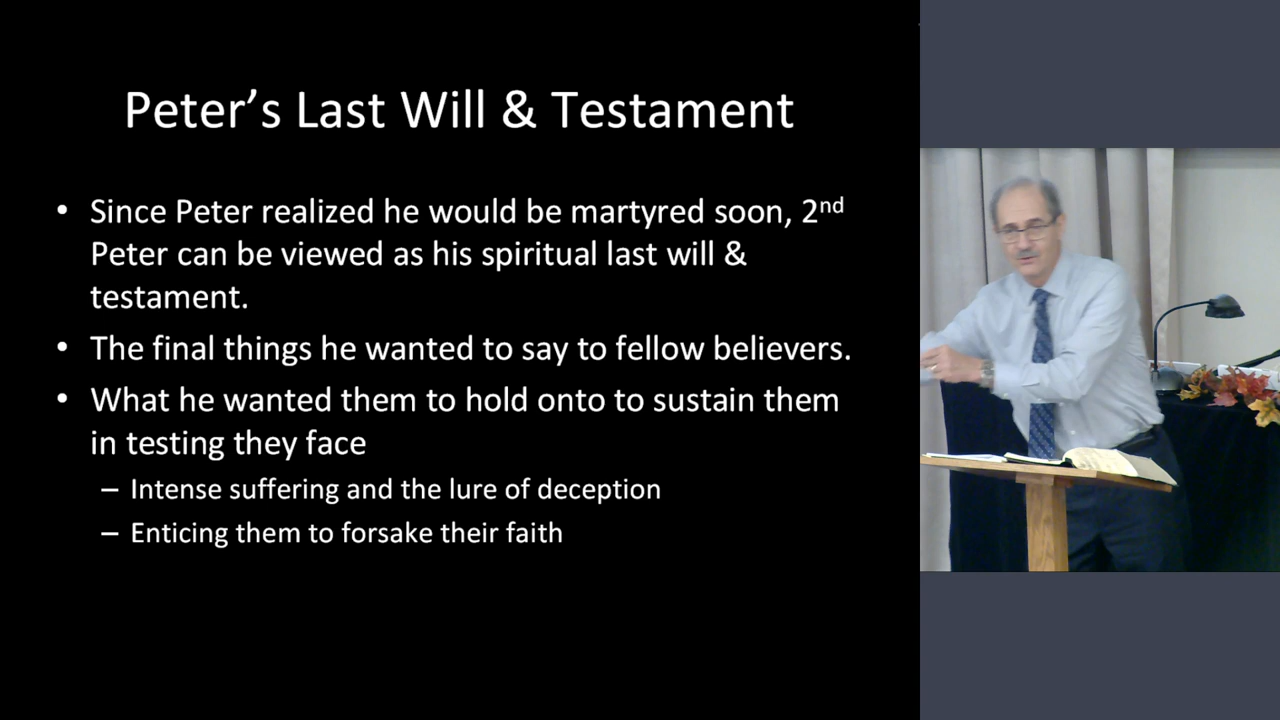 Peter’s Last Will & Testament
• Since Peter realized he would be martyred soon, 2nd
Peter can be viewed as his spiritual last will &
testament.
• The final things he wanted to say to fellow believers.
• What he wanted them to hold onto to sustain them
in testing they face
– Intense suffering and the lure of deception
– Enticing them to forsake their faith